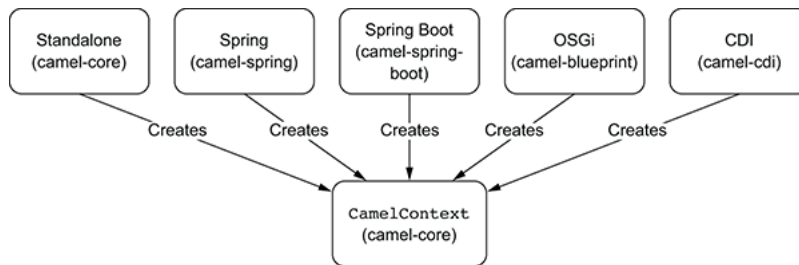 Standalone
(camel-core)
Spring
(camel-spring)
Spring Boot
(camel-spring-
boot)
OSGi
(camel-blueprint)
CDI
(camel-cdi)
Creates
Creates
Creates
Creates
Creates
CamelContext
(camel-core)